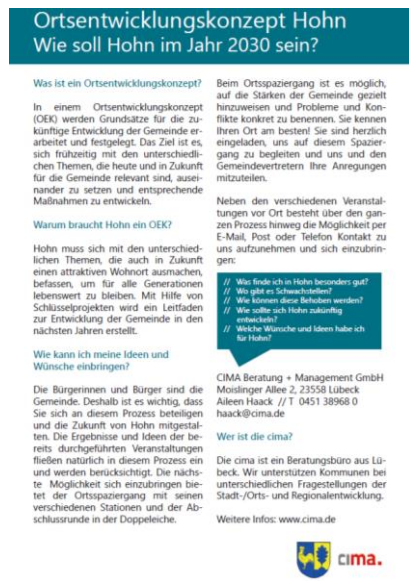 Ortsentwicklungskonzept Hohn
Wie soll Hohn im Jahr 2030 sein?
Was ist ein Ortsentwicklungskonzept?
In einem Ortsentwicklungskonzept
(OEK) werden Grundsätze für die zu-
künftige Entwicklung der Gemeinde er-
arbeitet und festgelegt. Das Ziel ist es,
sich frühzeitig mit den unterschiedli-
chen Themen, die heute und in Zukunft
für die Gemeinde relevant sind, ausei-
nander zu setzen und entsprechende
Maßnahmen zu entwickeln.
Warum braucht Hohn ein OEK?
Hohn muss sich mit den unterschied-
lichen Themen, die auch in Zukunft
einen attraktiven Wohnort ausmachen,
befassen, um für alle Generationen
lebenswert zu bleiben. Mit Hilfe von
Schlüsselprojekten wird ein Leitfaden
zur Entwicklung der Gemeinde in den
nächsten Jahren erstellt.
Wie kann ich meine Ideen und
Wünsche einbringen?
Die Bürgerinnen und Bürger sind die
Gemeinde. Deshalb ist es wichtig, dass
Sie sich an diesem Prozess beteiligen
und die Zukunft von Hohn mitgestal-
ten. Die Ergebnisse und Ideen der be-
reits durchgeführten Veranstaltungen
fließen natürlich in diesem Prozess ein
und werden berücksichtigt. Die nächs-
te Möglichkeit sich einzubringen bie-
tet der Ortsspaziergang mit seinen
verschiedenen Stationen und der Ab-
schlussrunde in der Doppeleiche.
Beim Ortsspaziergang ist es möglich,
auf die Stärken der Gemeinde gezielt
hinzuweisen und Probleme und Kon-
flikte konkret zu benennen. Sie kennen
Ihren Ort am besten! Sie sind herzlich
eingeladen, uns auf diesem Spazier-
gang zu begleiten und uns und den
Gemeindevertretern Ihre Anregungen
mitzuteilen.
Neben den verschiedenen Veranstal-
tungen vor Ort besteht über den gan-
zen Prozess hinweg die Möglichkeit per
E-Mail, Post oder Telefon Kontakt zu
uns aufzunehmen und sich einzubrin-
gen:
// Was finde ich in Hohn besonders gut?
// Wo gibt es Schwachstellen?
// Wie können diese Behoben werden?
// Wie sollte sich Hohn zukünftig
entwickeln?
// Welche Wünsche und Ideen habe ich
für Hohn?
CIMA Beratung + Management GmbH
Moislinger Allee 2, 23558 Lübeck
Aileen Haack // T 0451 38968 0
haack@cima.de
Wer ist die cima?
Die cima ist ein Beratungsbüro aus Lü-
beck. Wir unterstützen Kommunen bei
unterschiedlichen Fragestellungen der
Stadt-/Orts- und Regionalentwicklung.
Weitere Infos: www.cima.de
cima.